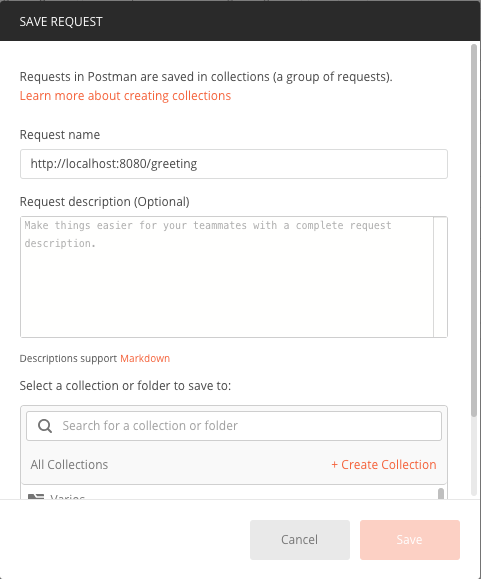 SAVE REQUEST
Requests in Postman are saved in collections (a group of requests).
Learn more about creating collections
Request name
http://localhost:8080/greeting
Request description (Optional)
Make things easier for your teammates with a complete request
description.
Descriptions support Markdown
Select a collection or folder to save to:
Search for a collection or folder
All Collections + Create Collection
Varios
Cancel Save